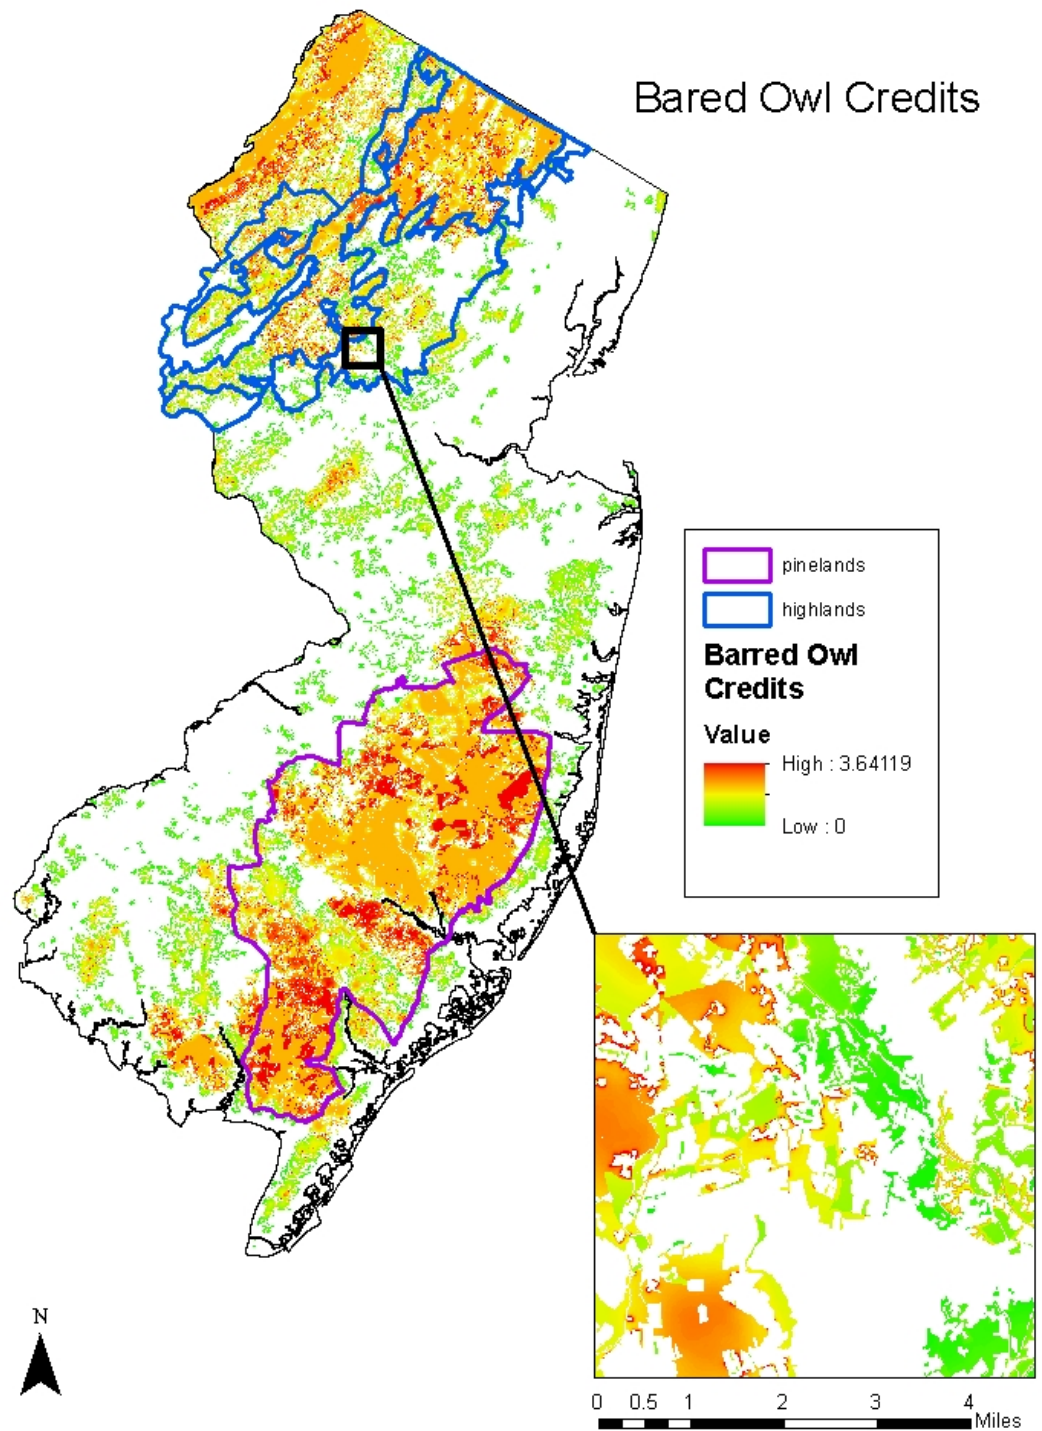 Bared Owl Credits
pinelands
highlands
Barred Owl
Credits
Value
High : 3.64119
Low : 0
N
0 0.5 1 2 3 4
Miles